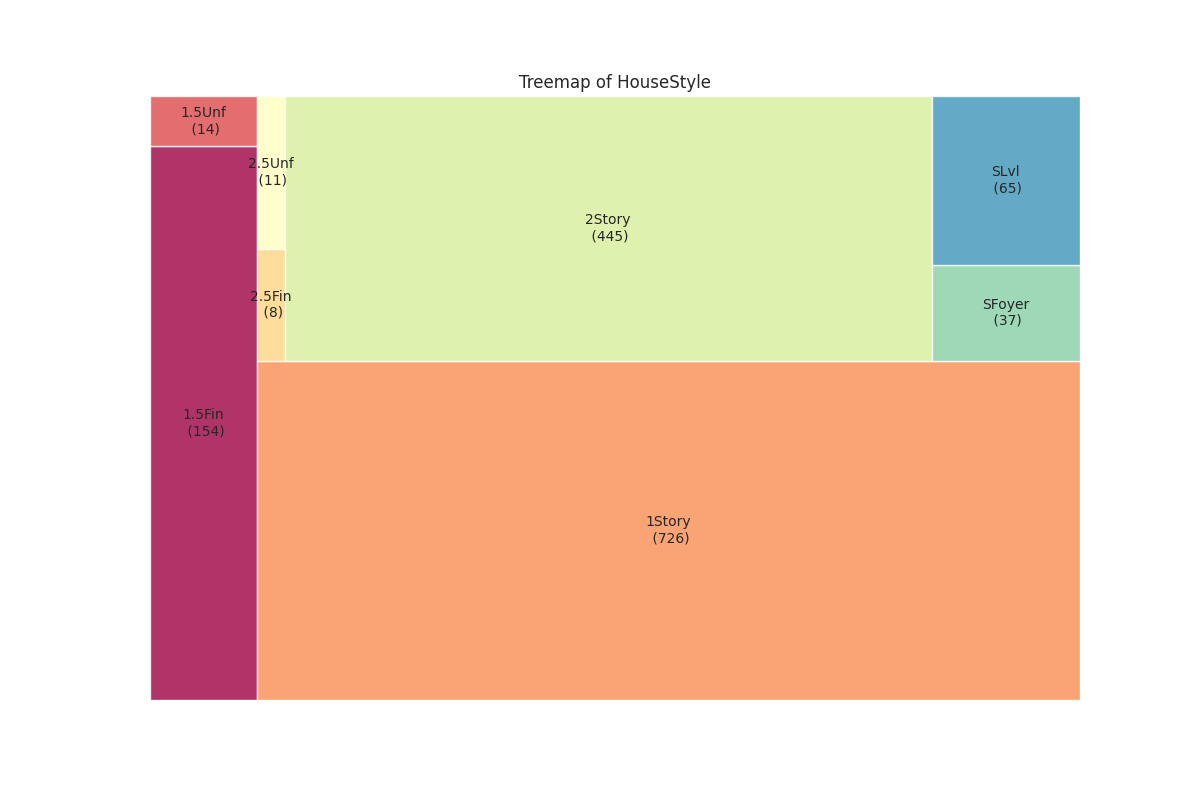 Treemap of HouseStyle
1.5Unf
(14)
2.5Unf
(11)
2Story
(445)
SLvl
(65)
2.5Fin
(8)
SFoyer
(37)
1.5Fin
(154)
1Story
(726)